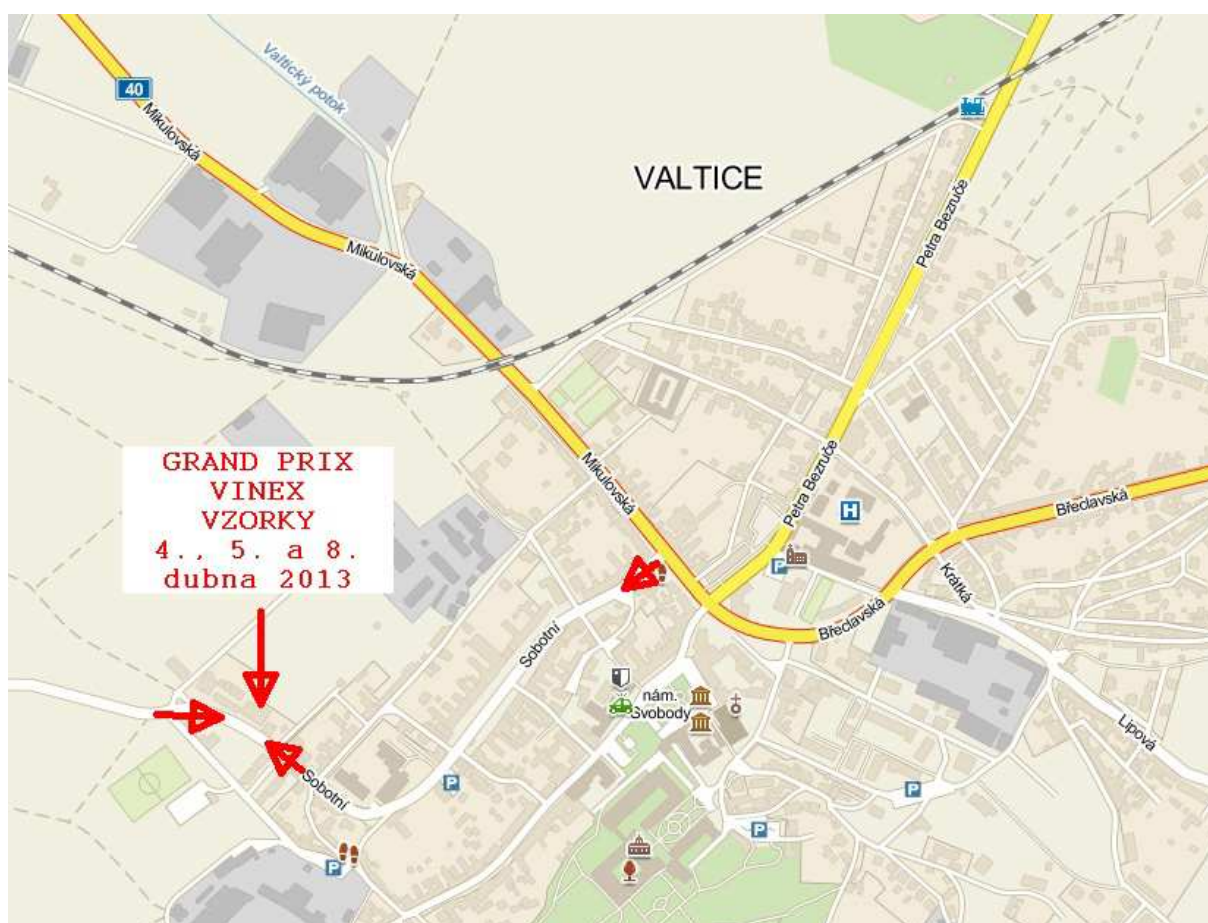 Valtický potok
40
Mikulovská
VALTICE
Mikulovská
Petra Bezruče
GRAND PRIX
VINEX
VZORKY
4., 5. a 8.
dubna 2013
Mikulovská
Petra Bezruče
H
Břeclavská
P
Krátká
Břeclavská
Sobotní
nám.
Svobody
Lipová
Sobotní
P
P
P
P